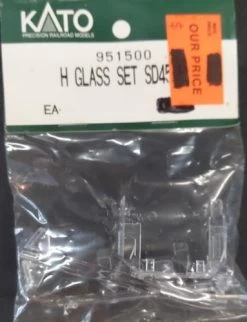 KATO
PRECISION RAILROAD MODELS
951500
H GLASS SET SD45
EA
$
OUR PRICE